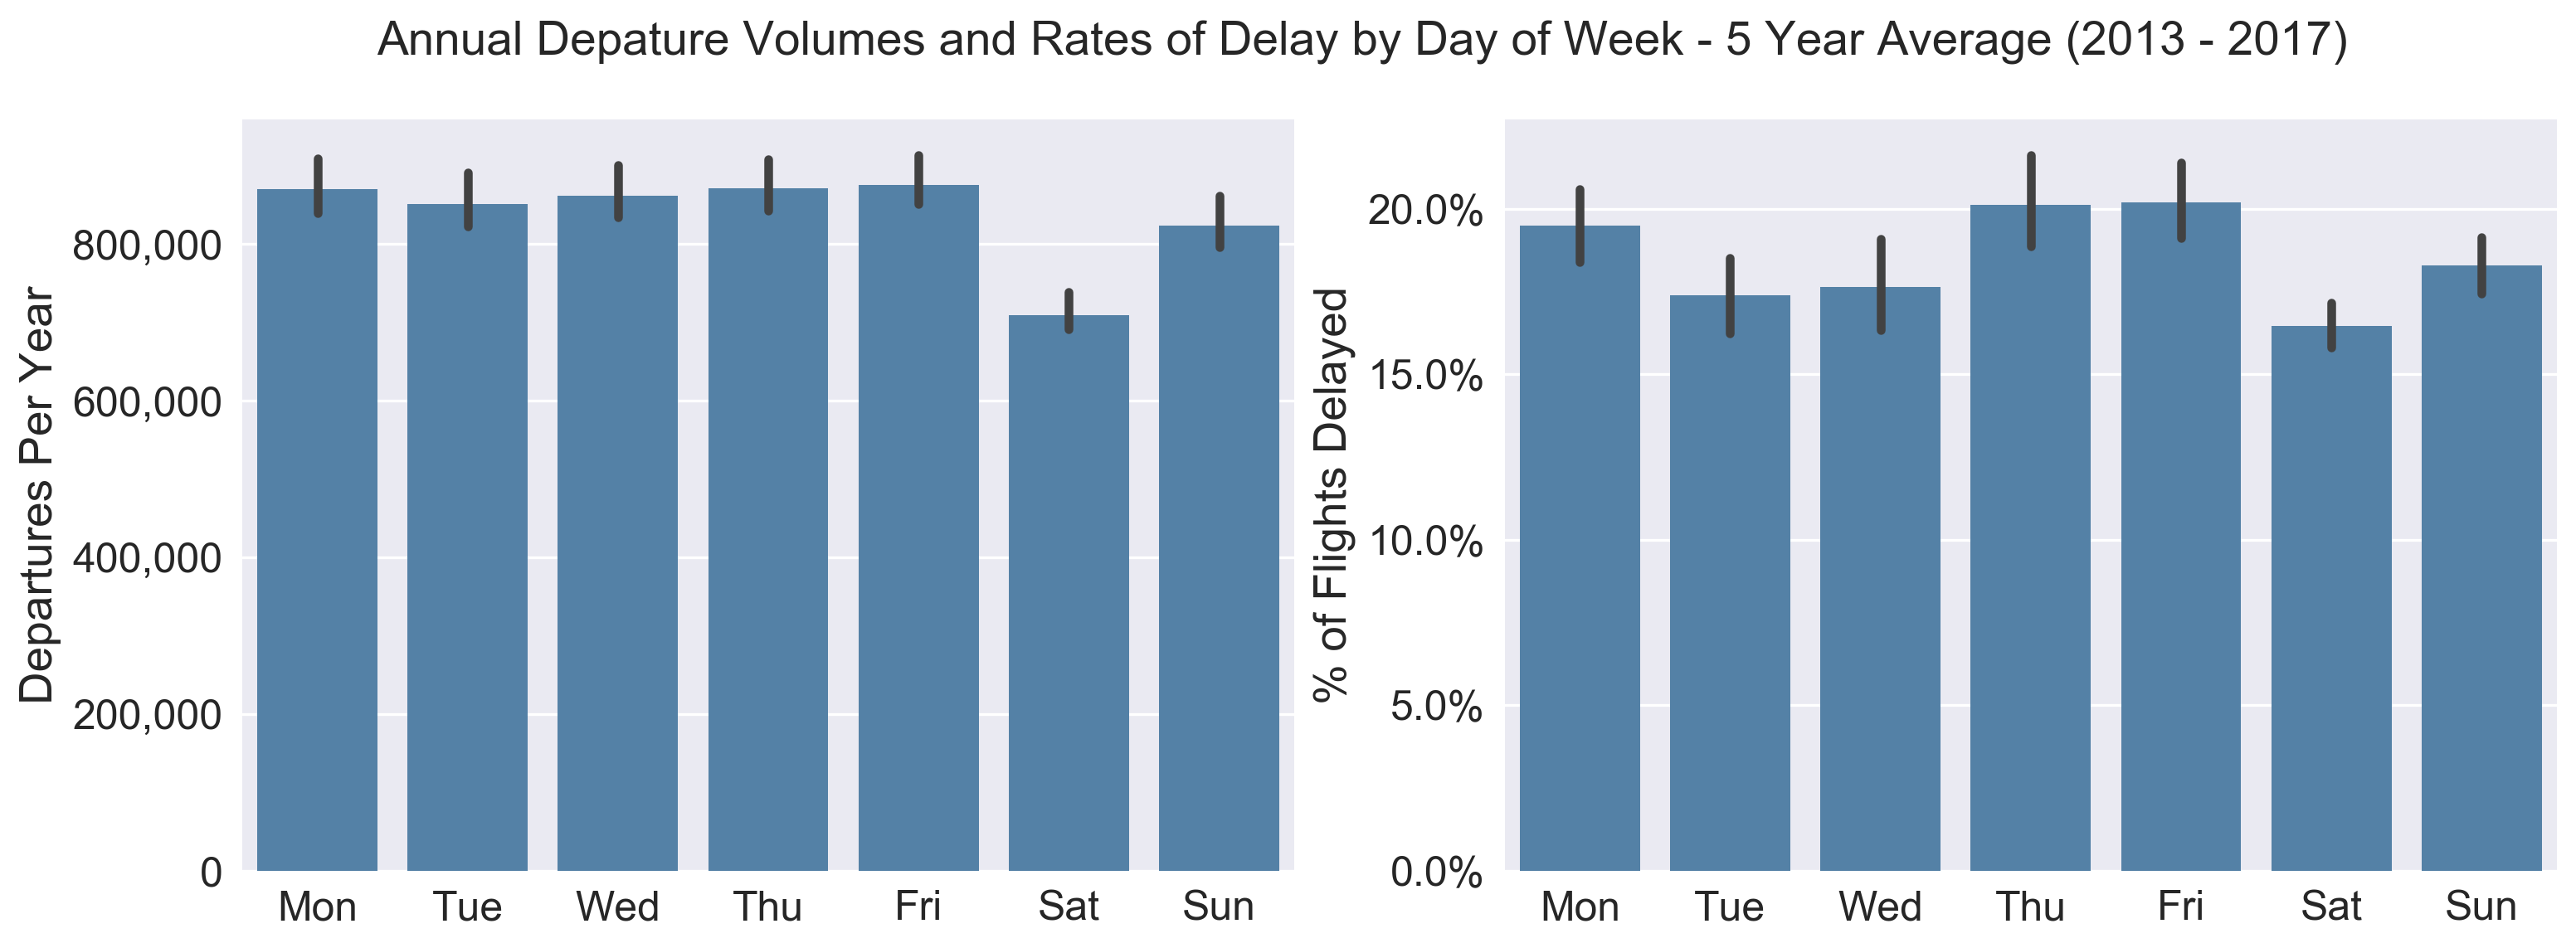 Annual Depature Volumes and Rates of Delay by Day of Week - 5 Year Average (2013 - 2017)
Departures Per Year
800,000
600,000
400,000
200,000
0
Mon Tue Wed Thu Fri Sat Sun
% of Flights Delayed
20.0%
15.0%
10.0%
5.0%
0.0%
Mon Tue Wed Thu Fri Sat Sun